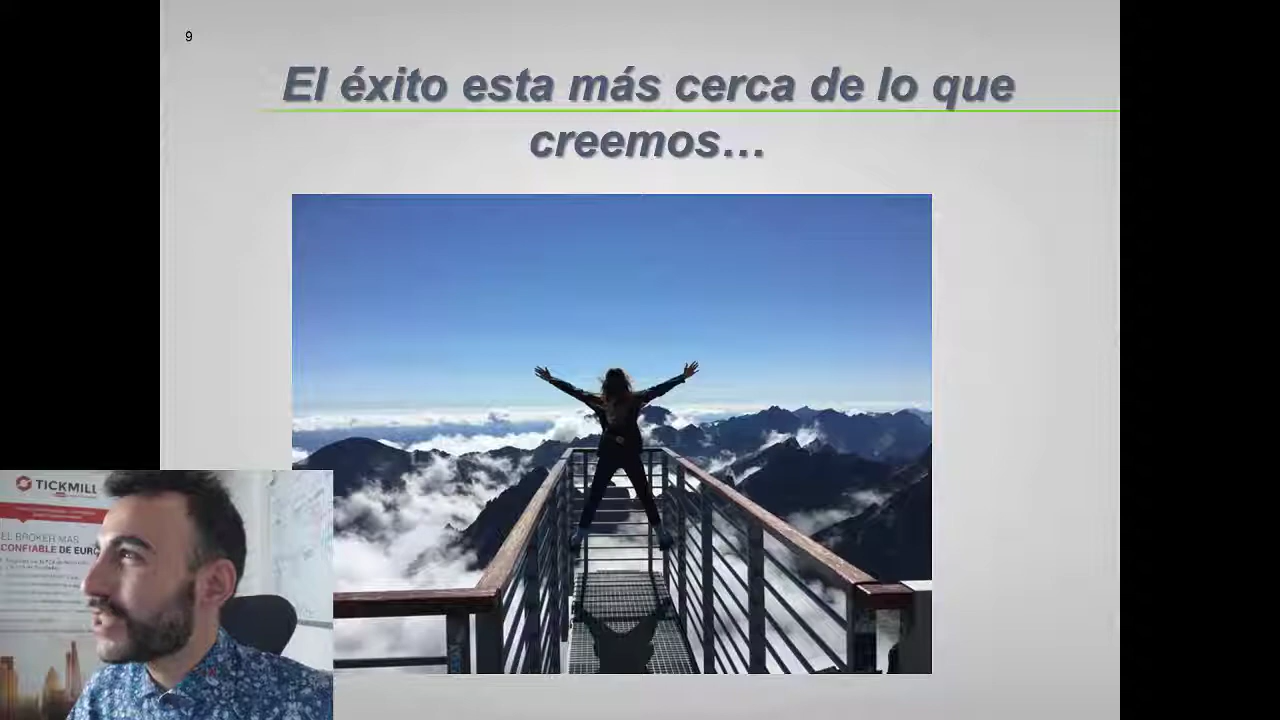 9
El éxito esta más cerca de lo que
creemos…
TICKMILL
EL BROKER MAS
CONFIABLE DE EURO